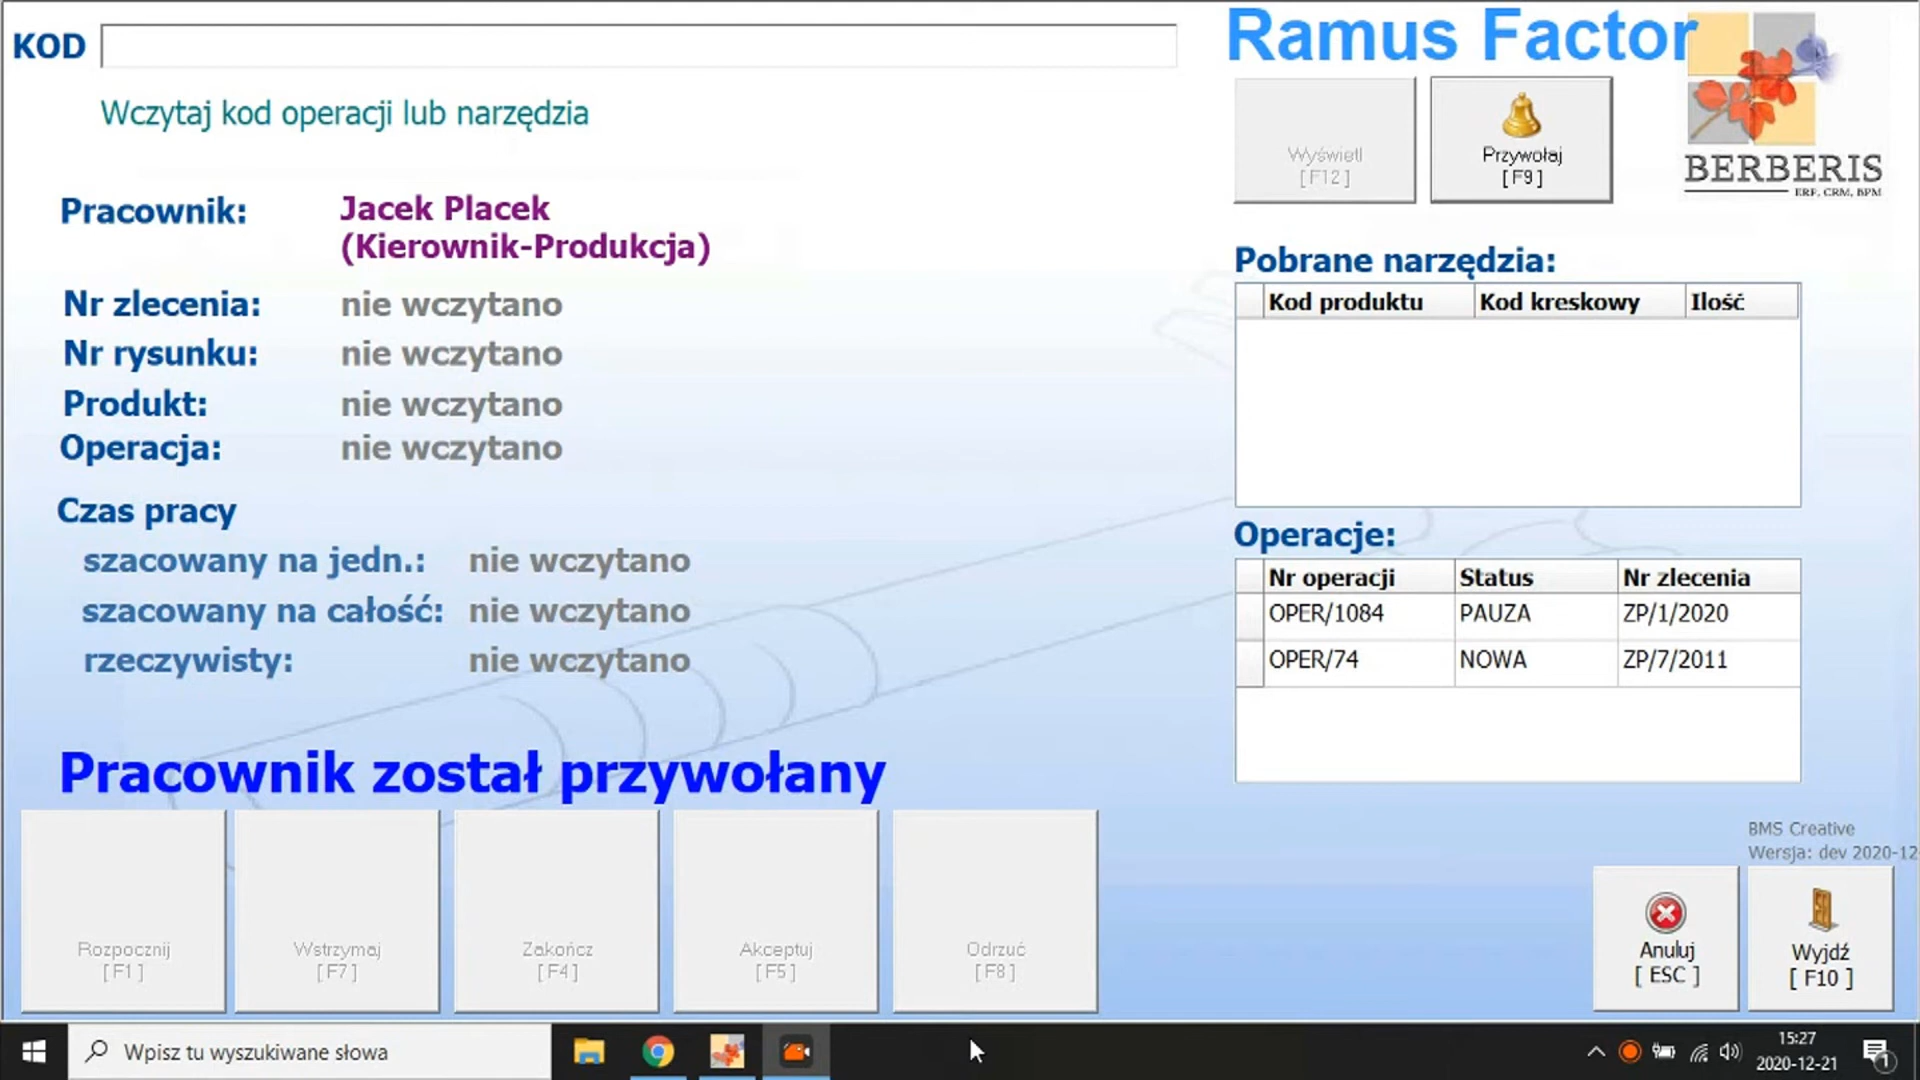 KOD
Wczytaj kod operacji lub narzędzia
Ramus Factor
Wyświetl
[ F12 ]
Przywołaj
[ F9 ]
BERBERIS
ERP, CRM, BPM
Pracownik: Jacek Placek
(Kierownik-Produkcja)
Nr zlecenia: nie wczytano
Nr rysunku: nie wczytano
Produkt: nie wczytano
Operacja: nie wczytano
Czas pracy
szacowany na jedn.: nie wczytano
szacowany na całość: nie wczytano
rzeczywisty: nie wczytano
Pracownik został przywołany
Pobrane narzędzia:
Kod produktu Kod kreskowy Ilość
Operacje:
Nr operacji Status Nr zlecenia
OPER/1084 PAUZA ZP/1/2020
OPER/74 NOWA ZP/7/2011
BMS Creative
Wersja: dev 2020-12
Rozpocznij
[ F1 ]
Wstrzymaj
[ F7 ]
Zakończ
[ F4 ]
Akceptuj
[ F5 ]
Odrzuć
[ F8 ]
Anuluj
[ ESC ]
Wyjdź
[ F10 ]
Wpisz tu wyszukiwane słowa
15:27
2020-12-21
1